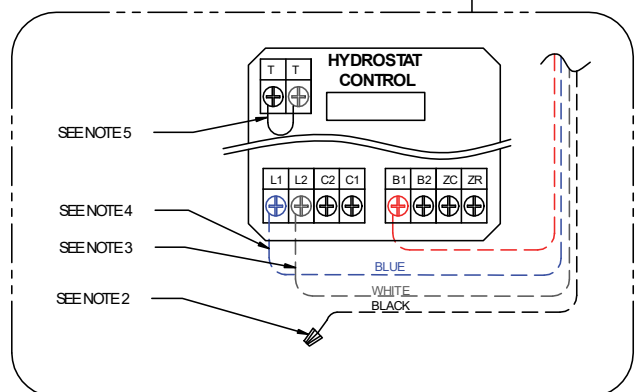 HYDROSTAT
CONTROL
T T
SEE NOTE 5
L1 L2 C2 C1 B1 B2 ZC ZR
SEE NOTE 4
SEE NOTE 3
BLUE
WHITE
SEE NOTE 2
BLACK